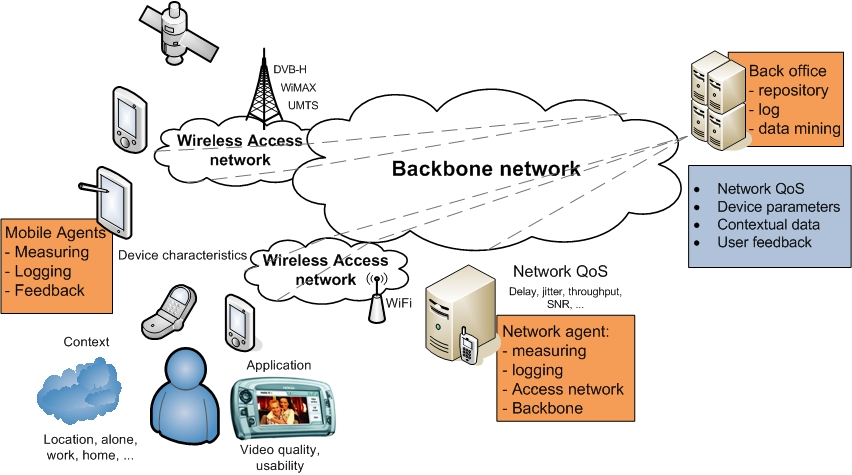 DVB-H
WiMAX
UMTS
Wireless Access
network
Backbone network
Back office
- repository
- log
- data mining
• Network QoS
• Device parameters
• Contextual data
• User feedback
Mobile Agents
- Measuring
- Logging
- Feedback
Device characteristics
Wireless Access
network
WiFi
Network QoS
Delay, jitter, throughput,
SNR, ...
Network agent:
- measuring
- logging
- Access network
- Backbone
Context
Location, alone,
work, home, ...
Application
Video quality,
usability